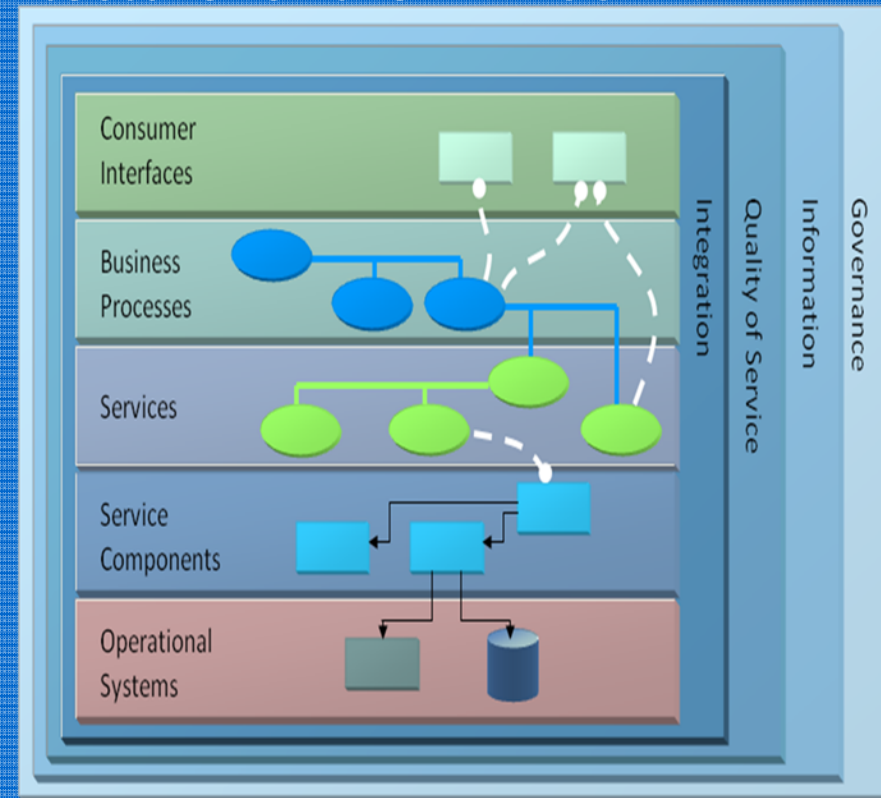 Consumer
Interfaces
Business
Processes
Services
Service
Components
Operational
Systems
Integration
Quality of Service
Information
Governance